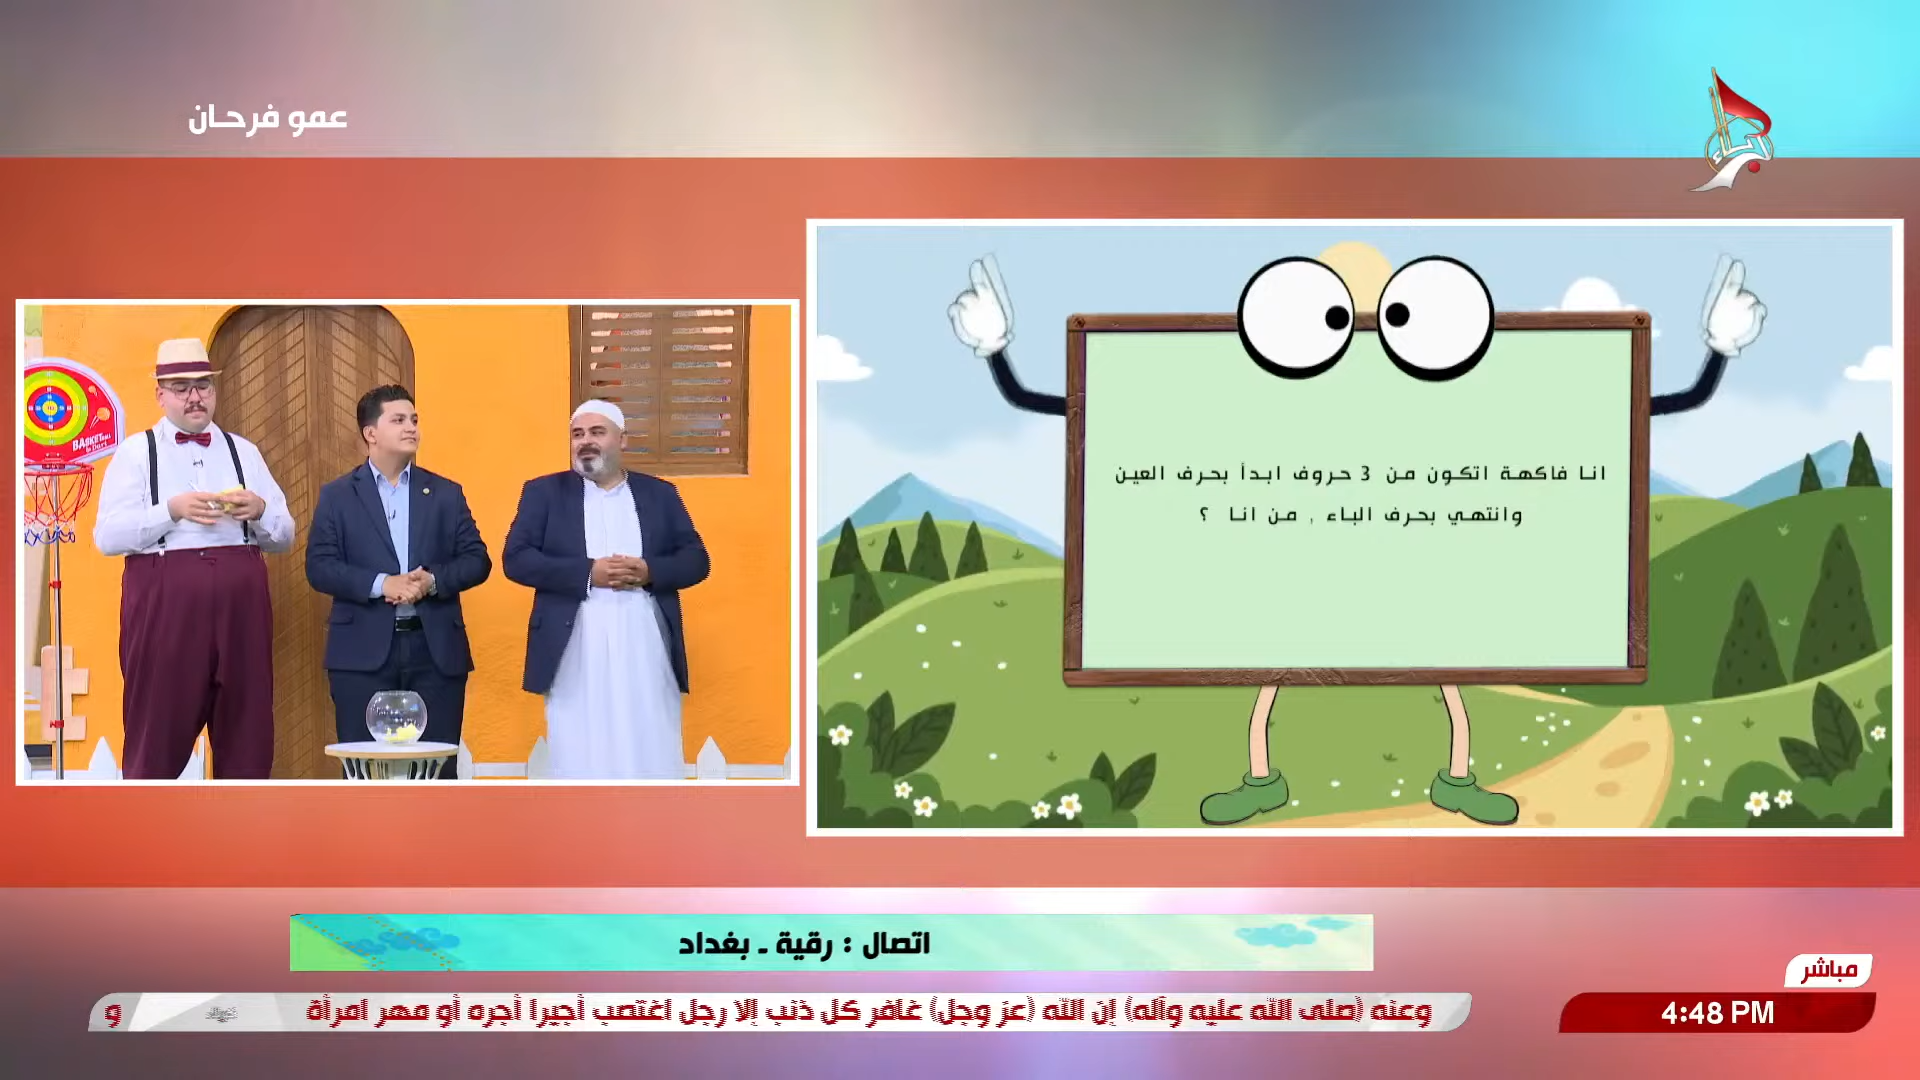 عمو فرحان
كربلاء
BASKETBALL
انا فاكهة اتكون من 3 حروف ابدأ بحرف العين
وانتهي بحرف الباء , من انا ؟
اتصال : رقية - بغداد
مباشر
وعنه (صلى الله عليه وآله) إن الله (عز وجل) غافر كل ذنب إلا رجل اغتصب أجيرا أجره أو مهر امرأة
و
4:48 PM